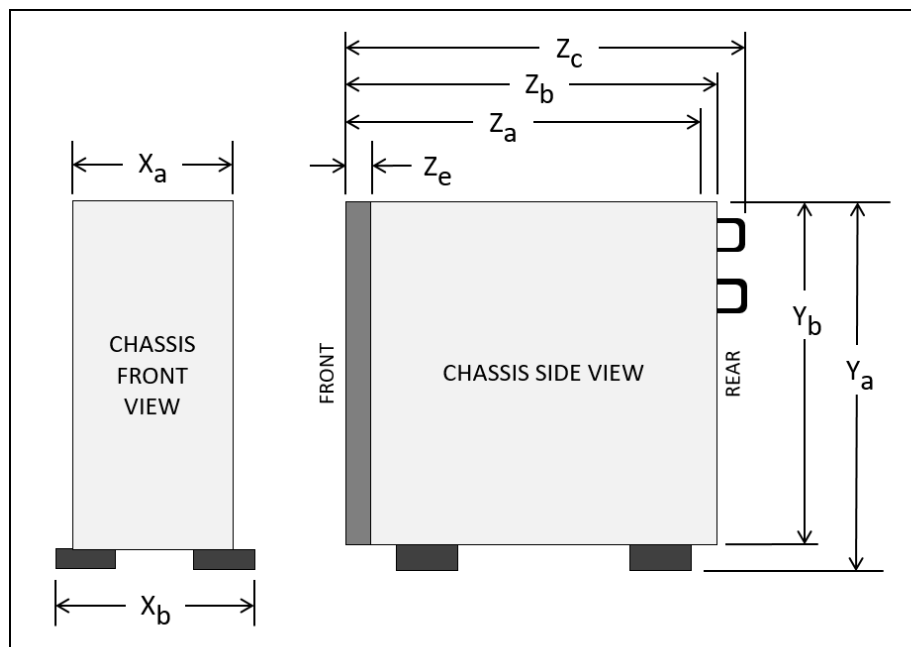 Zc
Zb
Za
Xa
Ze
CHASSIS
FRONT
VIEW
FRONT
CHASSIS SIDE VIEW
REAR
Yb
Ya
Xb